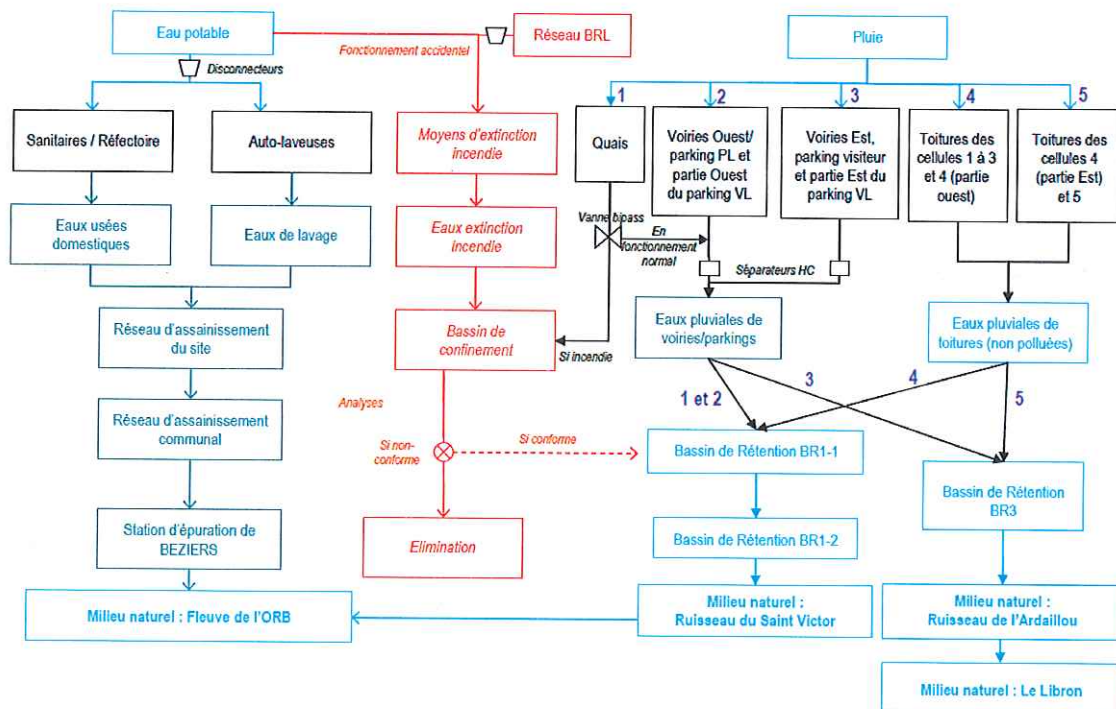 Eau potable
Réseau BRL
Fonctionnement accidentel
Pluie
Disconnecteurs
1
2
3
4
5
Sanitaires / Réfectoire
Auto-laveuses
Moyens d'extinction
incendie
Quais
Voiries Ouest/
parking PL et
partie Ouest
du parking VL
Voiries Est,
parking visiteur
et partie Est du
parking VL
Toitures des
cellules 1 à 3
et 4 (partie
ouest)
Toitures des
cellules 4
(partie Est) et
5
Eaux usées
domestiques
Eaux de lavage
Eaux extinction
incendie
Vanne bipass
En
fonctionnement
normal
Séparateurs HC
Réseau d'assainissement
du site
Bassin de
confinement
Si incendie
Eaux pluviales de
voiries/parkings
Eaux pluviales de
toitures (non polluées)
1 et 2
3
4
5
Réseau d'assainissement
communal
Analyses
Si non-
conforme
Si conforme
Bassin de Rétention BR1-1
Bassin de Rétention
BR3
Station d'épuration de
BEZIERS
Elimination
Bassin de Rétention BR1-2
Milieu naturel : Fleuve de l'ORB
Milieu naturel :
Ruisseau du Saint Victor
Milieu naturel :
Ruisseau de l'Ardaillou
Milieu naturel : Le Libron